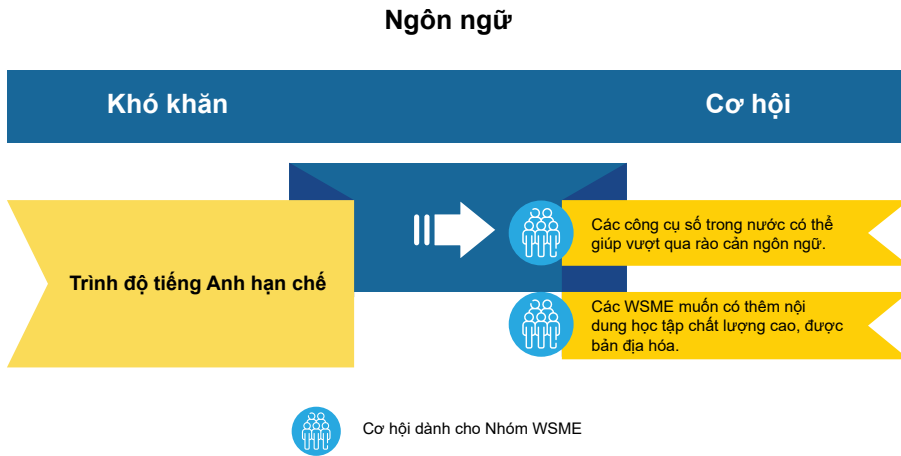 Ngôn ngữ
Khó khăn
Cơ hội
Trình độ tiếng Anh hạn chế
Các công cụ số trong nước có thể
giúp vượt qua rào cản ngôn ngữ.
Các WSME muốn có thêm nội
dung học tập chất lượng cao, được
bản địa hóa.
Cơ hội dành cho Nhóm WSME